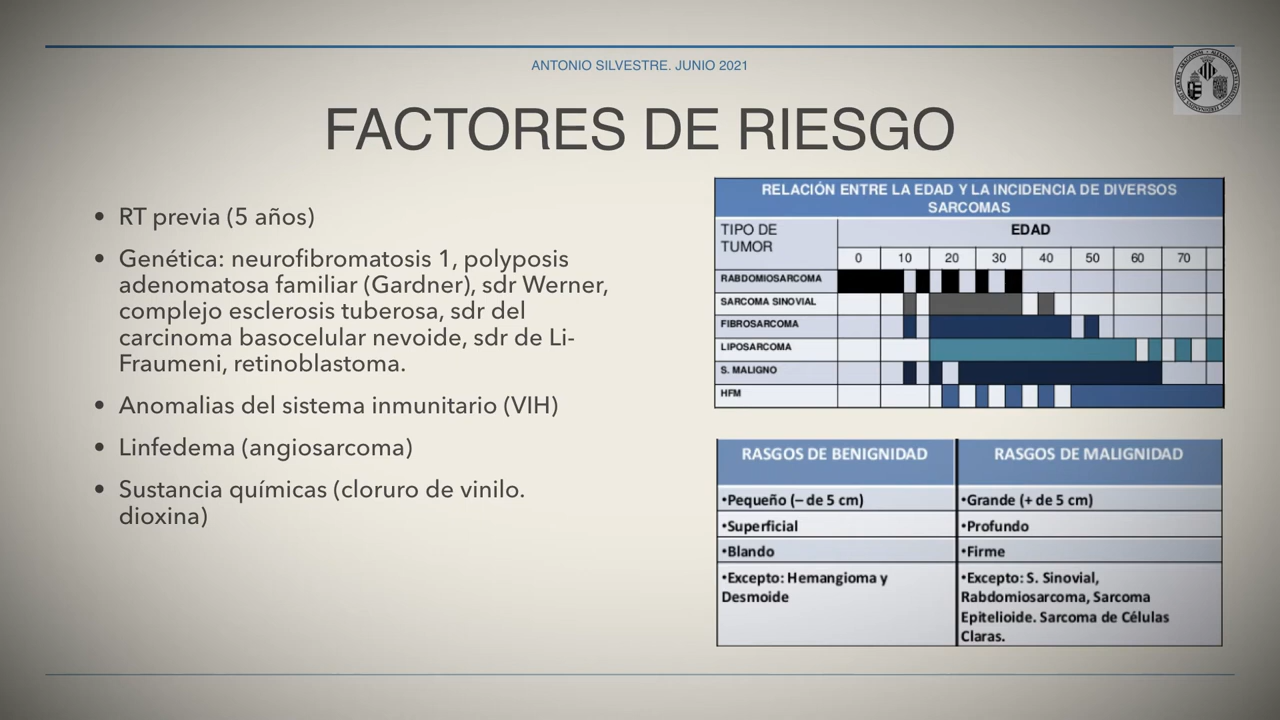 ANTONIO SILVESTRE. JUNIO 2021
FACTORES DE RIESGO
• RT previa (5 años)
• Genética: neurofibromatosis 1, polyposis
adenomatosa familiar (Gardner), sdr Werner,
complejo esclerosis tuberosa, sdr del
carcinoma basocelular nevoide, sdr de Li-
Fraumeni, retinoblastoma.
• Anomalias del sistema inmunitario (VIH)
• Linfedema (angiosarcoma)
• Sustancia químicas (cloruro de vinilo.
dioxina)
RELACIÓN ENTRE LA EDAD Y LA INCIDENCIA DE DIVERSOS
SARCOMAS
TIPO DE
TUMOR
EDAD
0 10 20 30 40 50 60 70
RABDOMIOSARCOMA
SARCOMA SINOVIAL
FIBROSARCOMA
LIPOSARCOMA
S. MALIGNO
HFM
RASGOS DE BENIGNIDAD
•Pequeño (– de 5 cm)
•Superficial
•Blando
•Excepto: Hemangioma y
Desmoide
RASGOS DE MALIGNIDAD
•Grande (+ de 5 cm)
•Profundo
•Firme
•Excepto: S. Sinovial,
Rabdomiosarcoma, Sarcoma
Epitelioide. Sarcoma de Células
Claras.